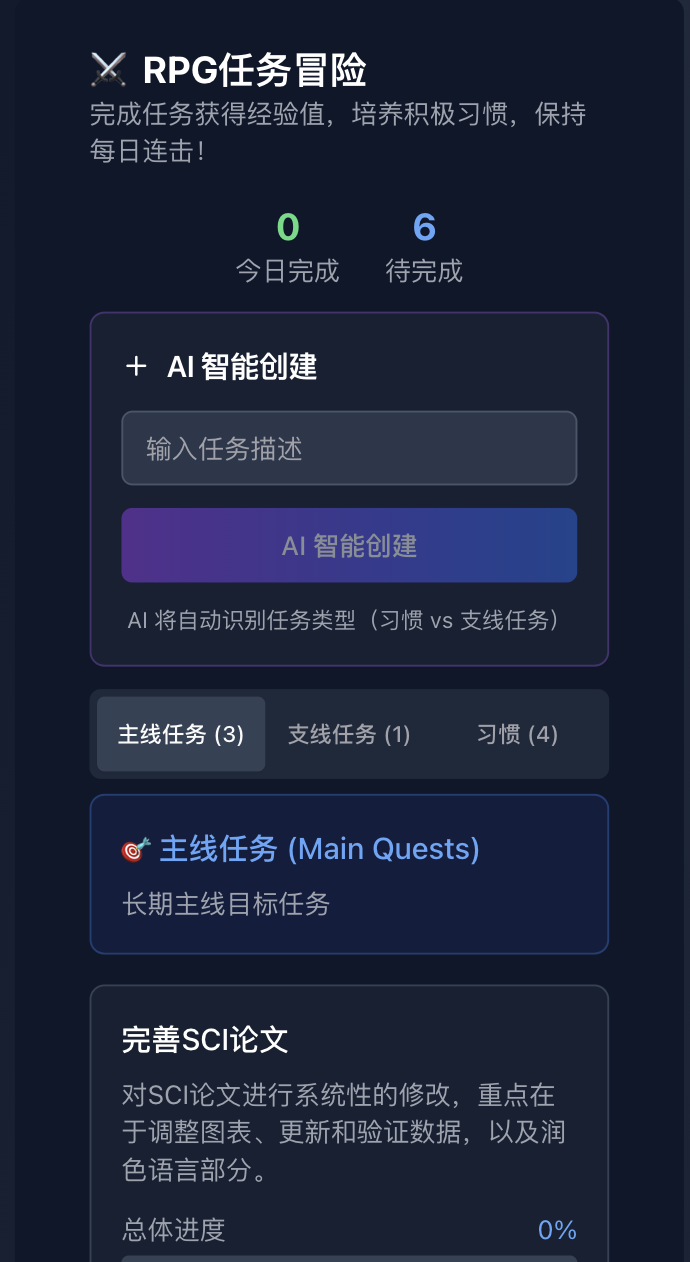 RPG任务冒险
完成任务获得经验值，培养积极习惯，保持
每日连击！
0
今日完成
6
待完成
+ AI 智能创建
输入任务描述
AI 智能创建
AI 将自动识别任务类型（习惯 vs 支线任务）
主线任务 (3)
支线任务 (1)
习惯 (4)
主线任务 (Main Quests)
长期主线目标任务
完善SCI论文
对SCI论文进行系统性的修改，重点在
于调整图表、更新和验证数据，以及润
色语言部分。
总体进度
0%